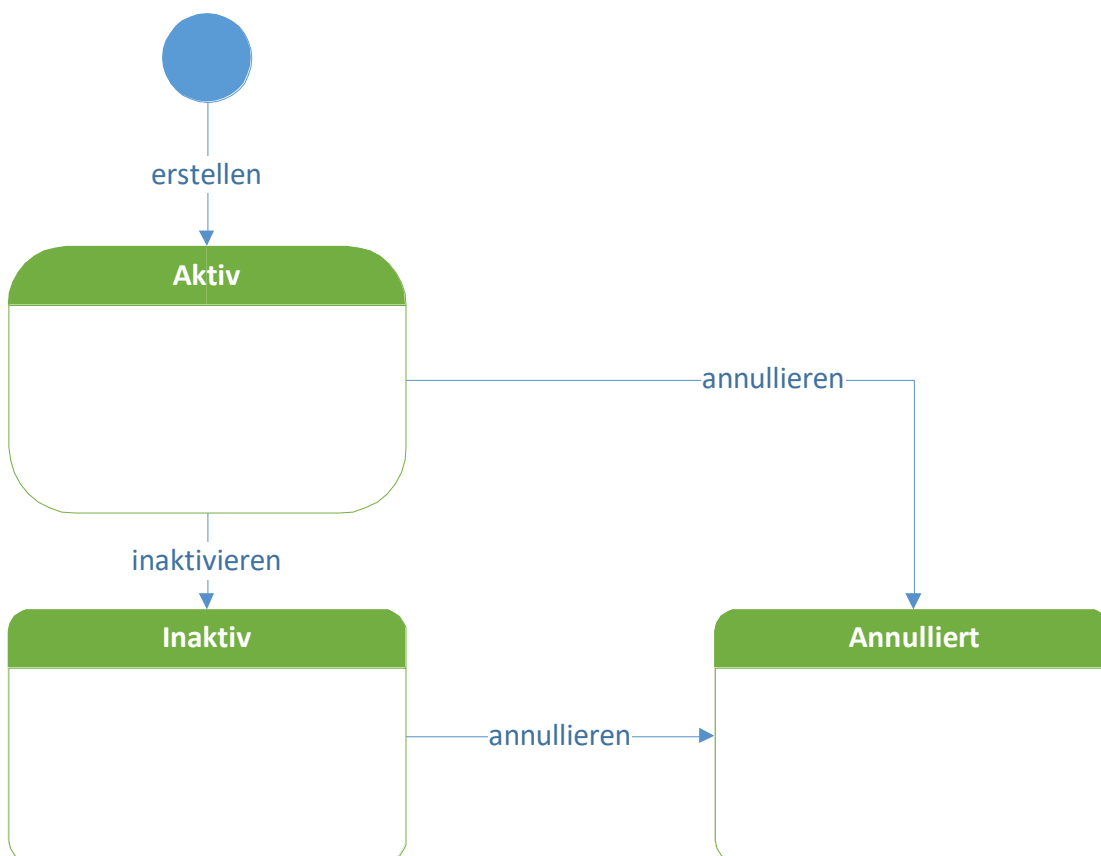 erstellen
Aktiv
annullieren
inaktivieren
Inaktiv
Annulliert
annullieren